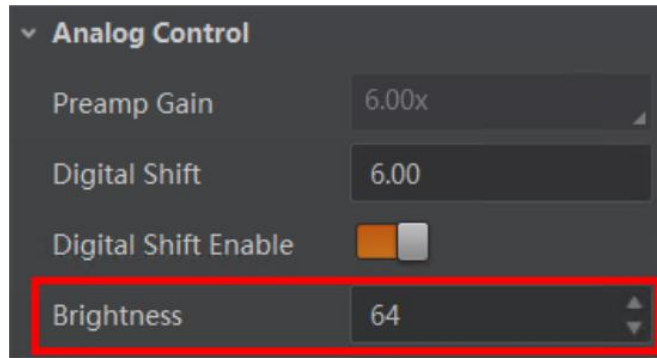 Analog Control
Preamp Gain 6.00x
Digital Shift 6.00
Digital Shift Enable
Brightness 64